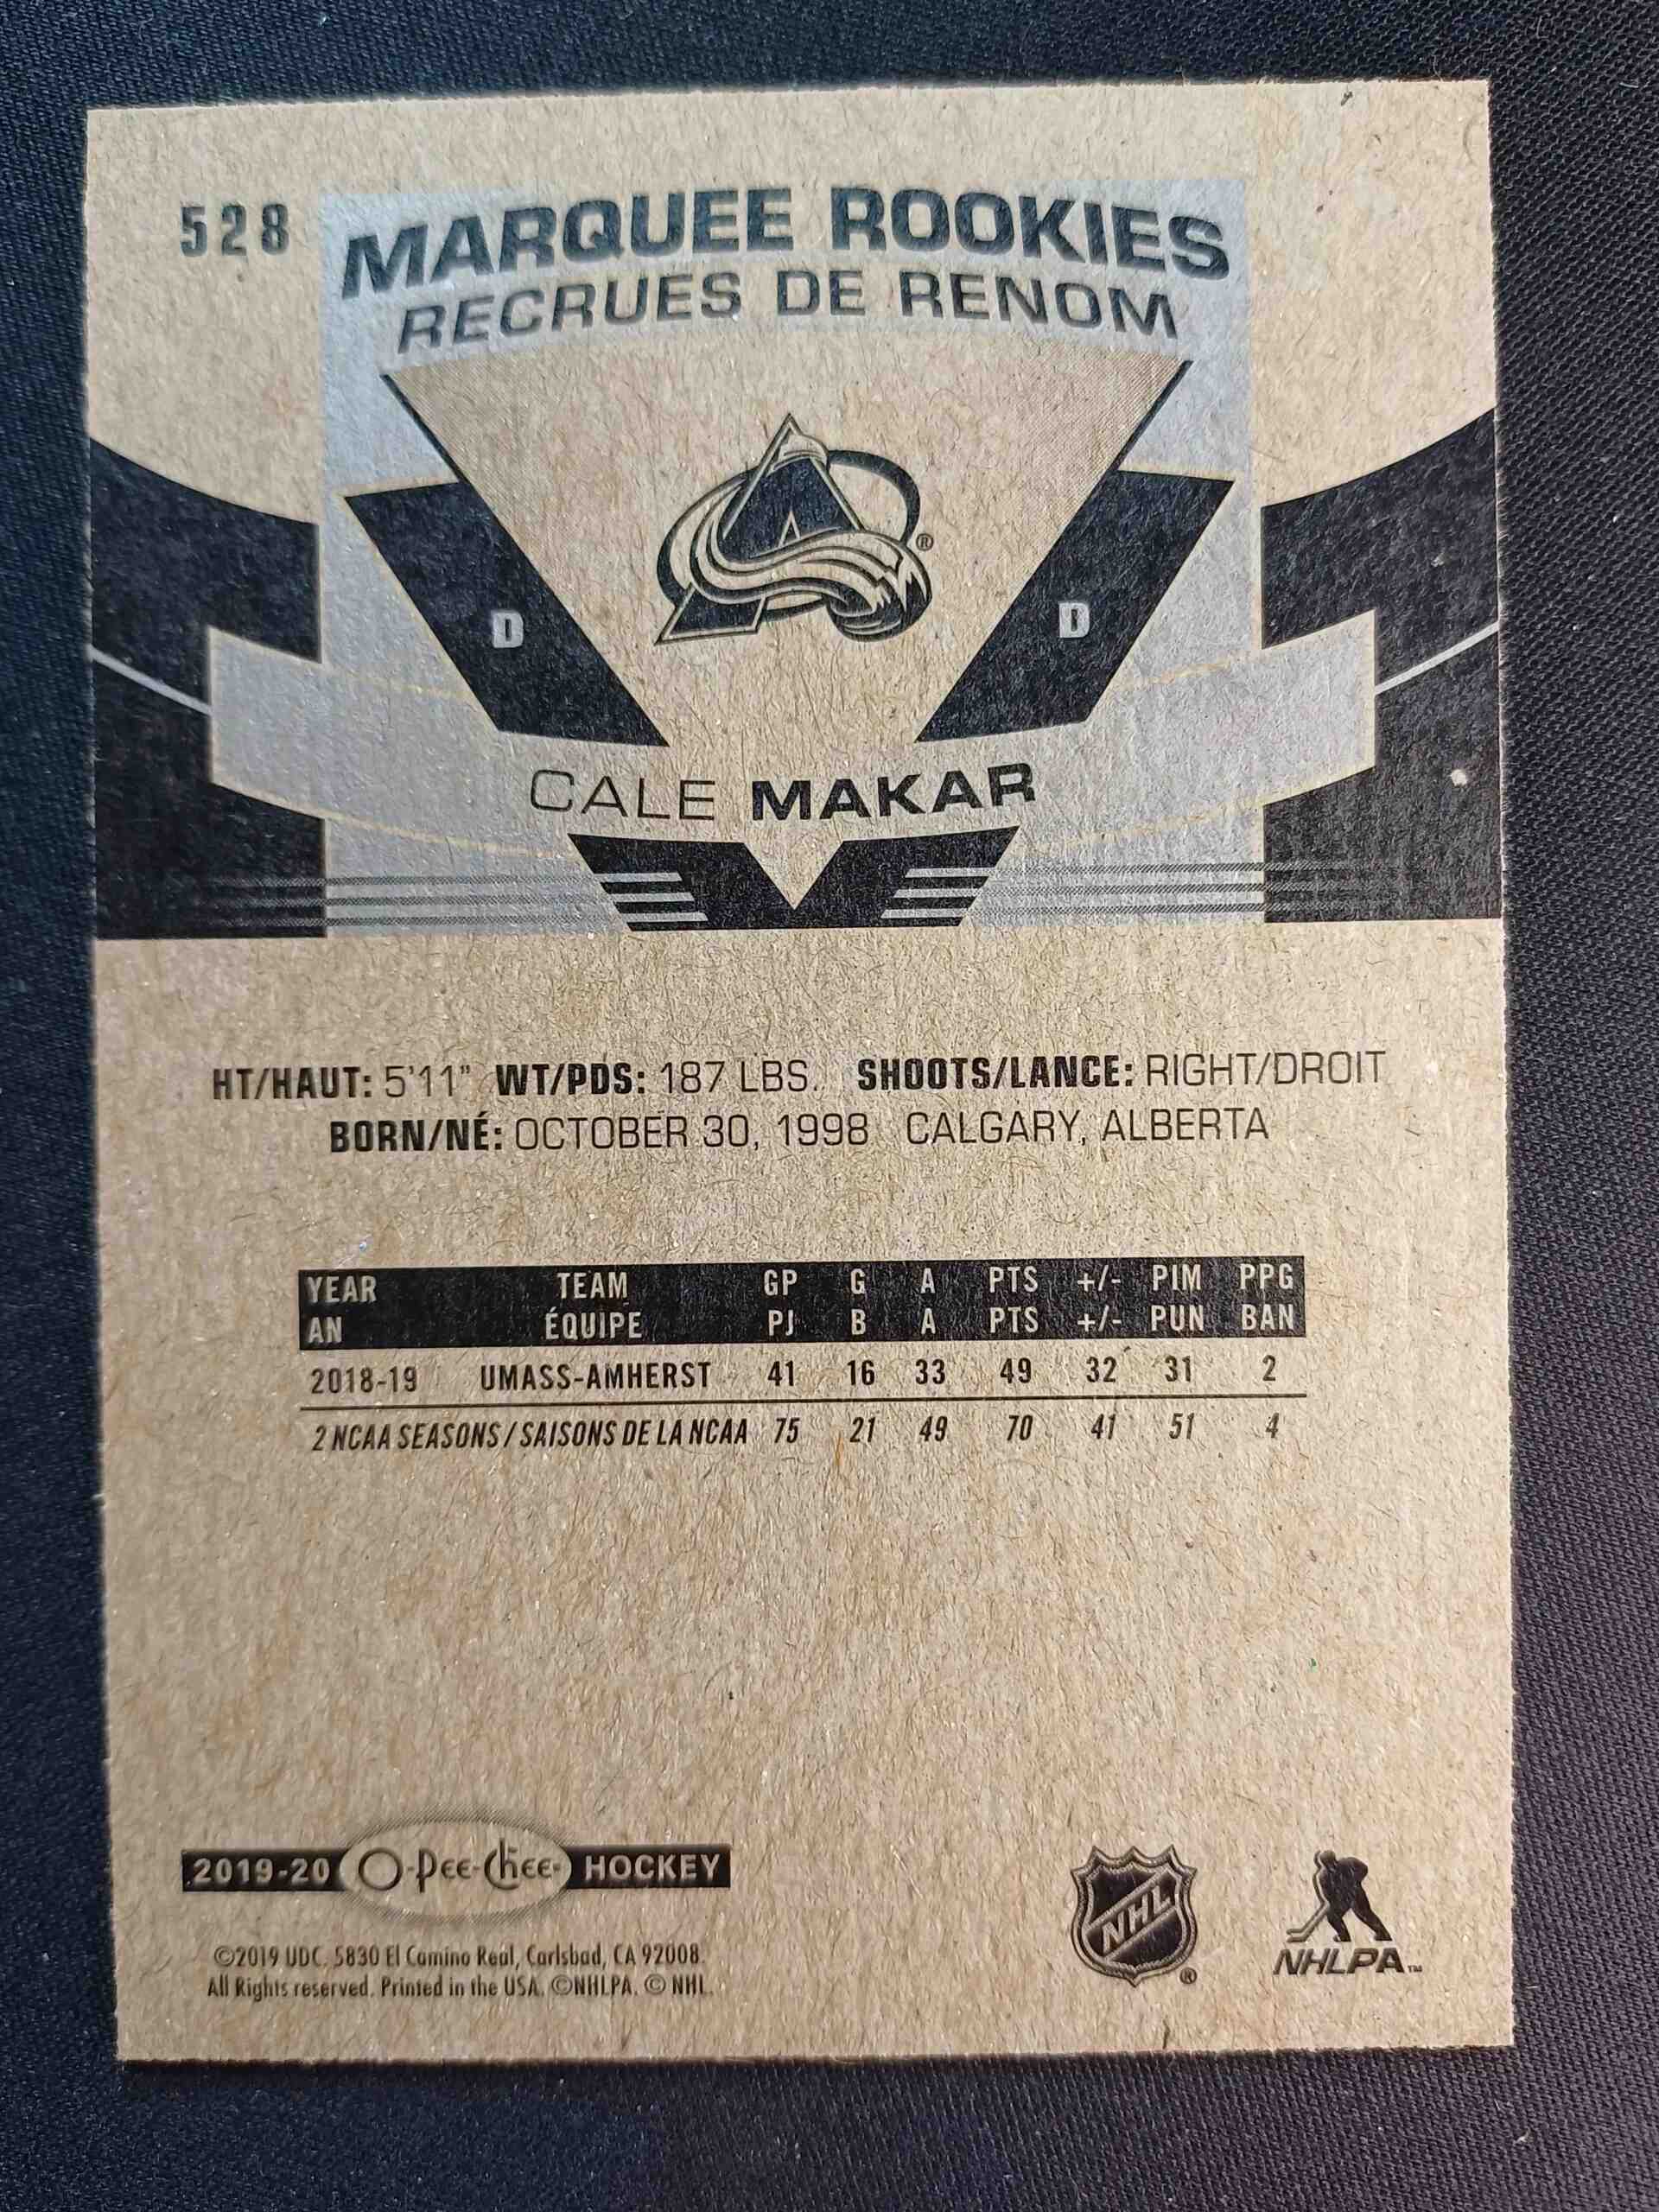 528
MARQUEE ROOKIES
RECRUES DE RENOM
®
D D
CALE MAKAR
HT/HAUT: 5'11" WT/PDS: 187 LBS. SHOOTS/LANCE: RIGHT/DROIT
BORN/NÉ: OCTOBER 30, 1998 CALGARY, ALBERTA
YEAR TEAM GP G A PTS +/- PIM PPG
AN ÉQUIPE PJ B A PTS +/- PUN BAN
2018-19 UMASS-AMHERST 41 16 33 49 32 31 2
2 NCAA SEASONS / SAISONS DE LA NCAA 75 21 49 70 41 51 4
2019-20 O-Pee-Chee HOCKEY
©2019 UDC. 5830 El Camino Real, Carlsbad, CA 92008.
All Rights reserved. Printed in the USA. ©NHLPA. © NHL.
NHL ®
NHLPA™